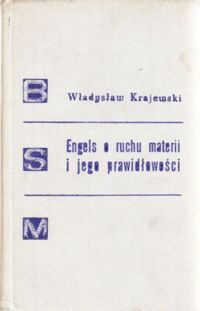 B
Władysław Krajewski
S
Engels o ruchu materii
i jego prawidłowości
M